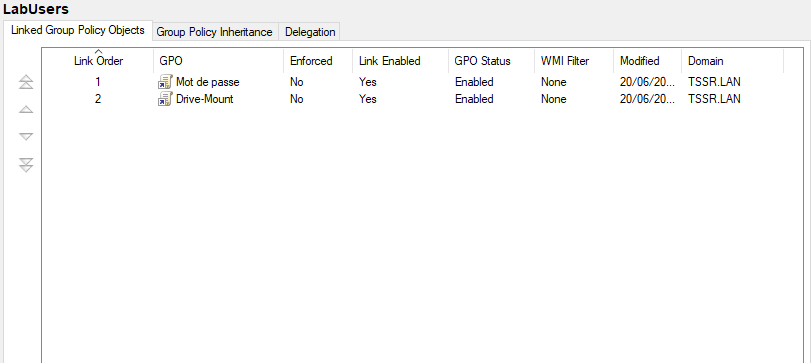 LabUsers
Linked Group Policy Objects Group Policy Inheritance Delegation
Link Order GPO Enforced Link Enabled GPO Status WMI Filter Modified Domain
1 Mot de passe No Yes Enabled None 20/06/20... TSSR.LAN
2 Drive-Mount No Yes Enabled None 20/06/20... TSSR.LAN